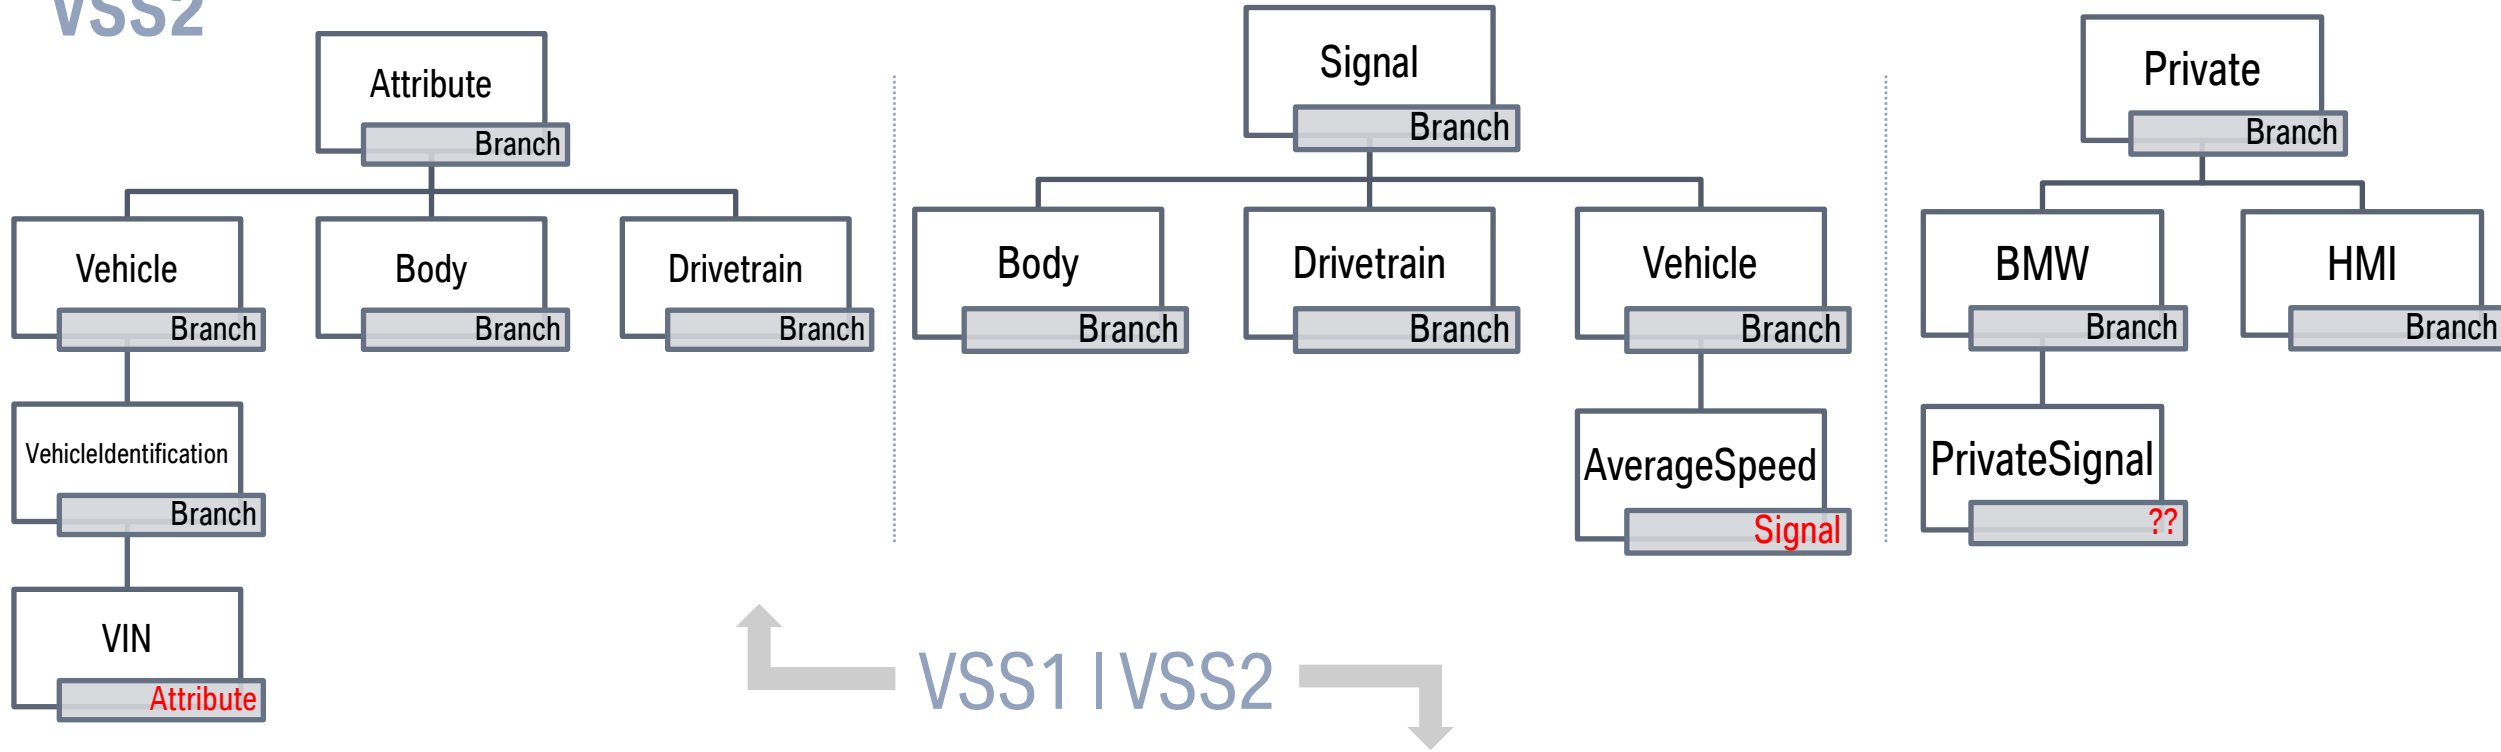 VSS2
Attribute
Branch
Vehicle
Branch
Body
Branch
Drivetrain
Branch
VehicleIdentification
Branch
VIN
Attribute
Signal
Branch
Body
Branch
Drivetrain
Branch
Vehicle
Branch
AverageSpeed
Signal
Private
Branch
BMW
Branch
HMI
Branch
PrivateSignal
??
VSS1 | VSS2